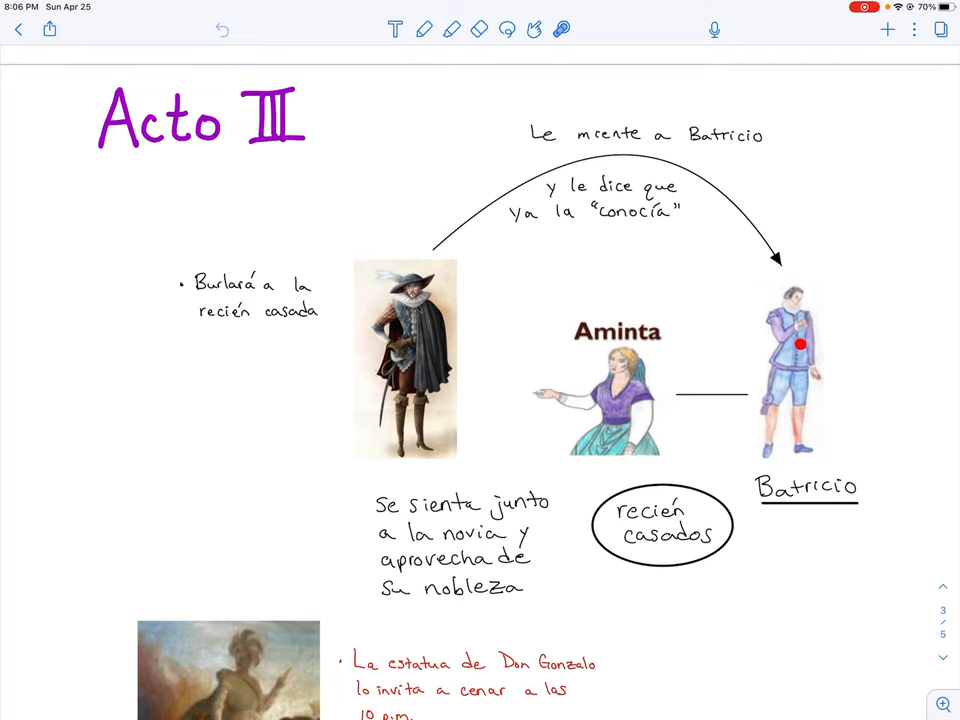 8:06 PM Sun Apr 25
70%
Acto III
Le miente a Batricio
y le dice que
ya la "conocía"
• Burlará a la
recién casada
Aminta
Batricio
Se sienta junto
a la novia y
aprovecha de
su nobleza
recién
casados
• La estatua de Don Gonzalo
lo invita a cenar a las
10 p.m.
3
/
5